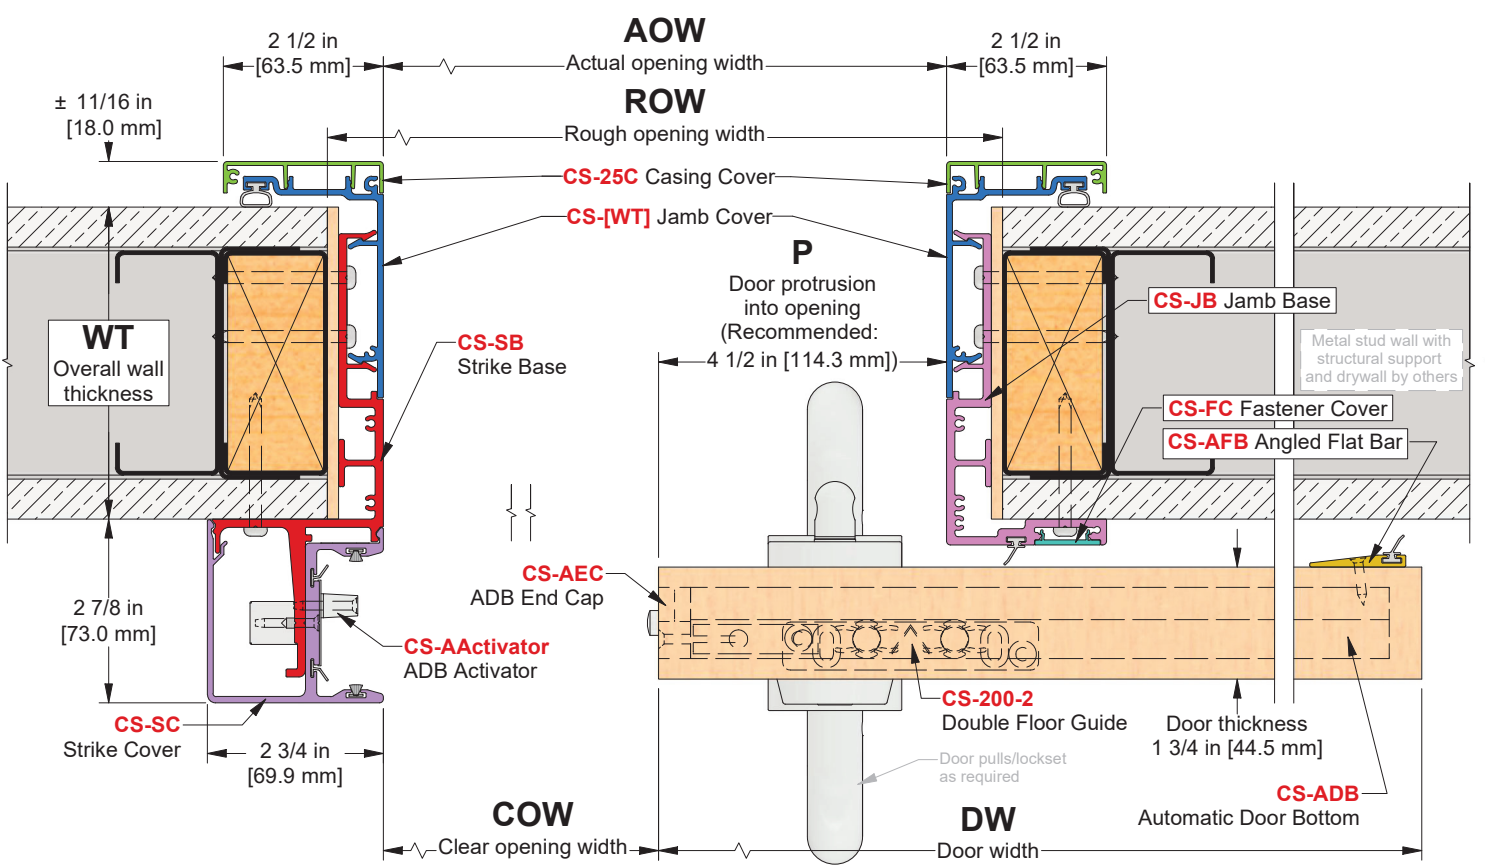 AOW
Actual opening width
2 1/2 in
[63.5 mm]
2 1/2 in
[63.5 mm]
± 11/16 in
[18.0 mm]
ROW
Rough opening width
CS-25C Casing Cover
CS-[WT] Jamb Cover
P
Door protrusion
into opening
(Recommended:
4 1/2 in [114.3 mm])
CS-JB Jamb Base
WT
Overall wall
thickness
CS-SB
Strike Base
Metal stud wall with
structural support
and drywall by others
CS-FC Fastener Cover
CS-AFB Angled Flat Bar
CS-AEC
ADB End Cap
2 7/8 in
[73.0 mm]
CS-AActivator
ADB Activator
CS-200-2
Double Floor Guide
CS-SC
Strike Cover
2 3/4 in
[69.9 mm]
Door thickness
1 3/4 in [44.5 mm]
Door pulls/lockset
as required
CS-ADB
Automatic Door Bottom
COW
Clear opening width
DW
Door width